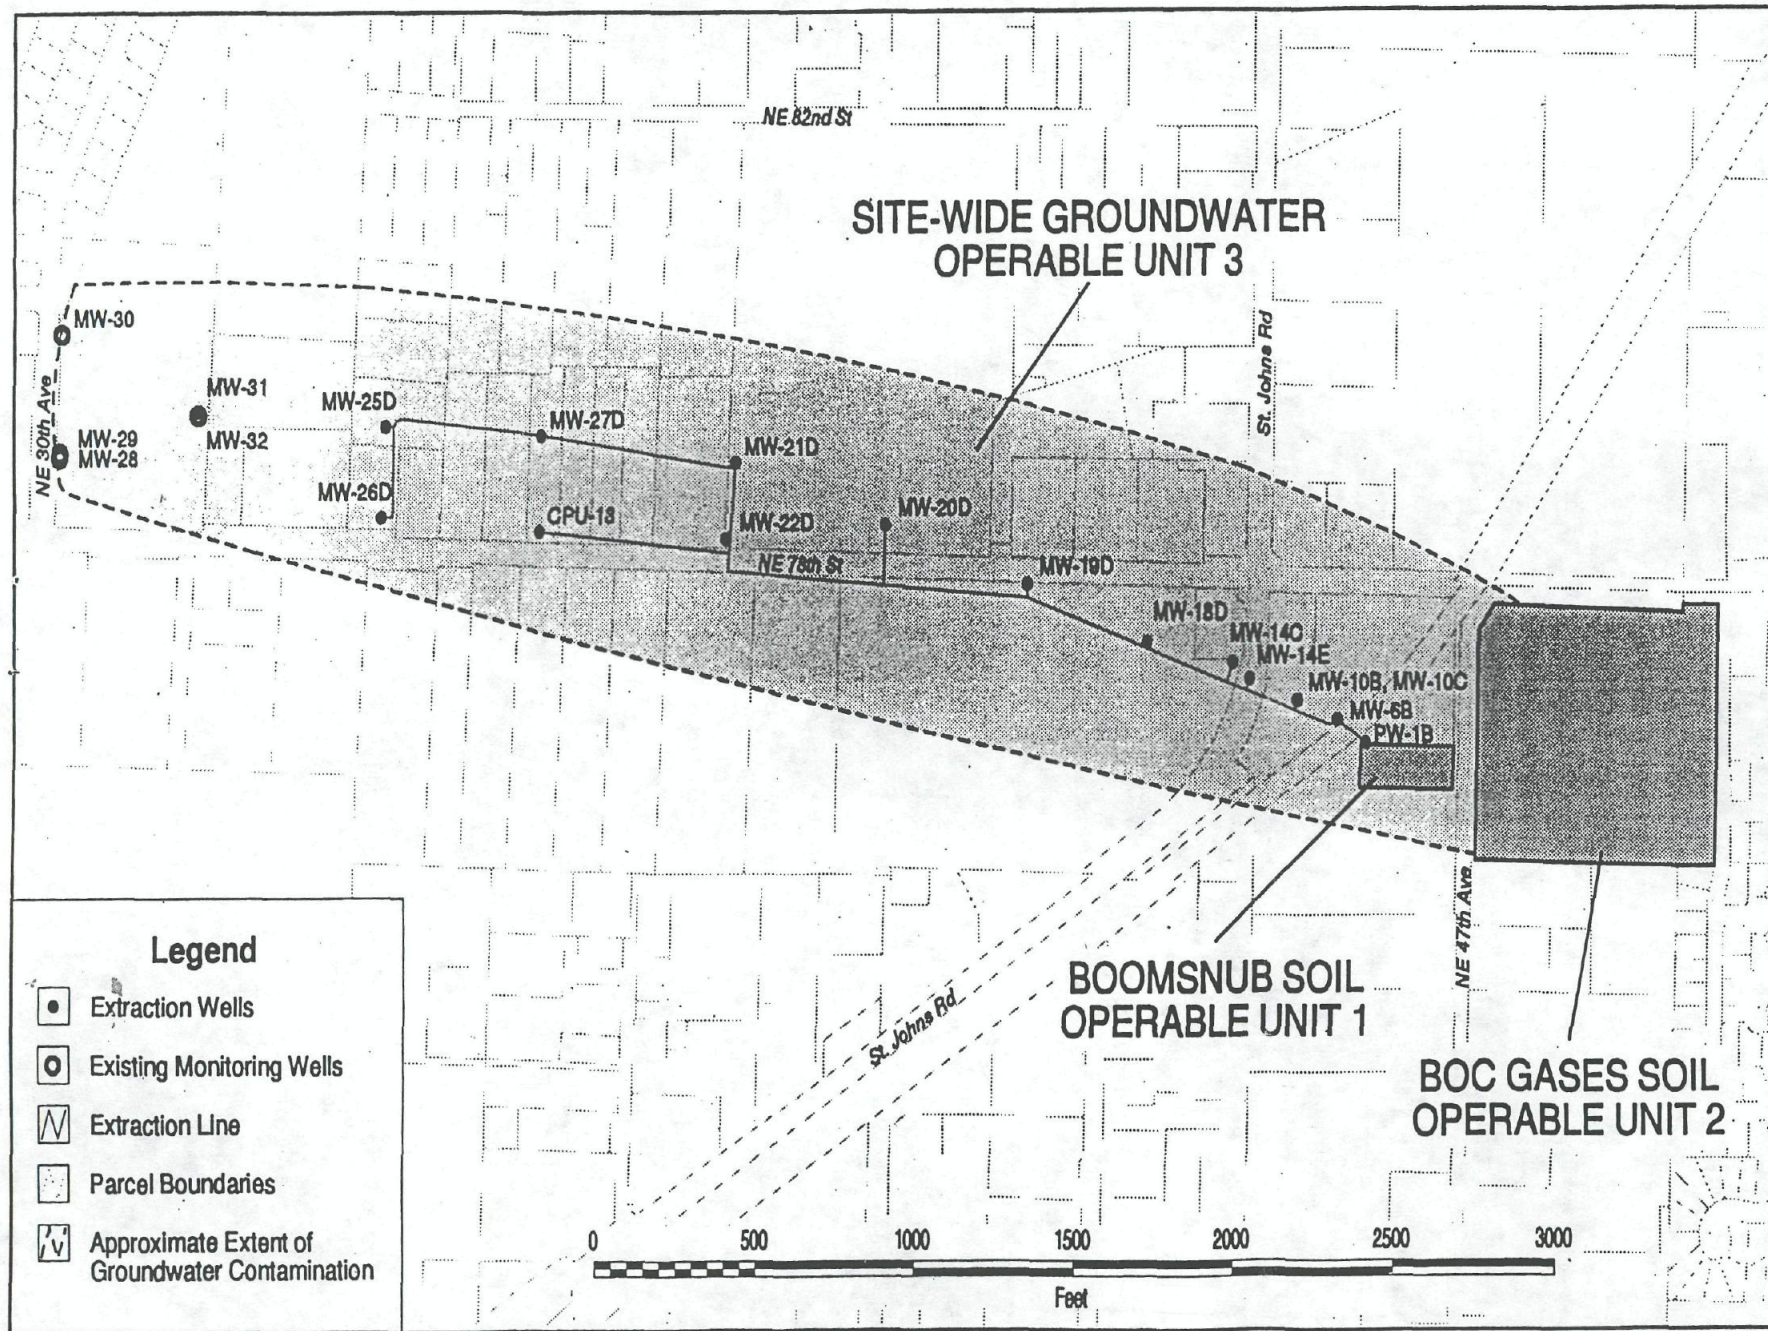 NE 82nd St
SITE-WIDE GROUNDWATER
OPERABLE UNIT 3
St. Johns Rd
MW-30
NE 30th Ave
MW-31
MW-32
MW-29
MW-28
MW-25D
MW-27D
MW-21D
MW-26D
CPU-13
MW-22D
MW-20D
NE 78th St
MW-19D
MW-18D
MW-14C
MW-14E
MW-10B, MW-10C
MW-6B
PW-1B
NE 47th Ave
BOOMSNUB SOIL
OPERABLE UNIT 1
St. Johns Rd
BOC GASES SOIL
OPERABLE UNIT 2
Legend
Extraction Wells
Existing Monitoring Wells
Extraction Line
Parcel Boundaries
Approximate Extent of
Groundwater Contamination
0 500 1000 1500 2000 2500 3000
Feet